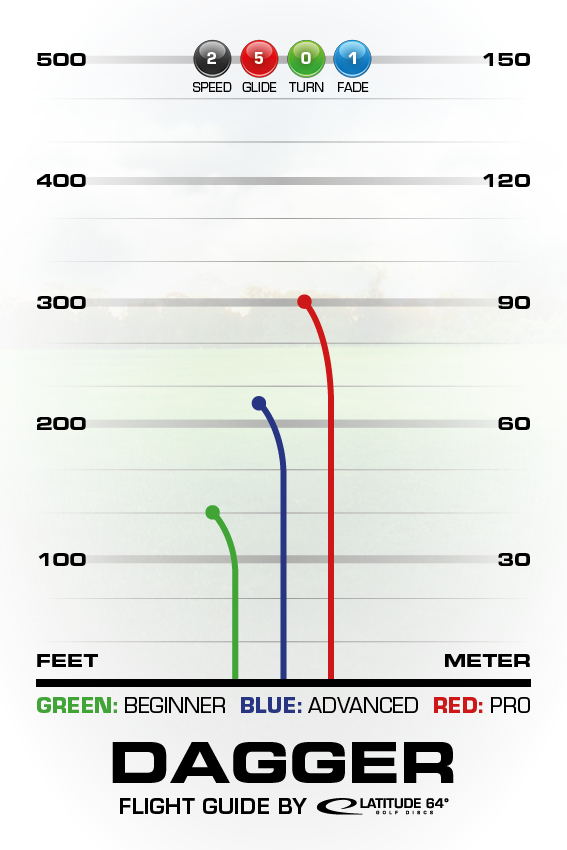 500 2 5 0 1 150
SPEED GLIDE TURN FADE
400 120
300 90
200 60
100 30
FEET METER
GREEN: BEGINNER BLUE: ADVANCED RED: PRO
DAGGER
FLIGHT GUIDE BY LATITUDE 64°
GOLF DISCS